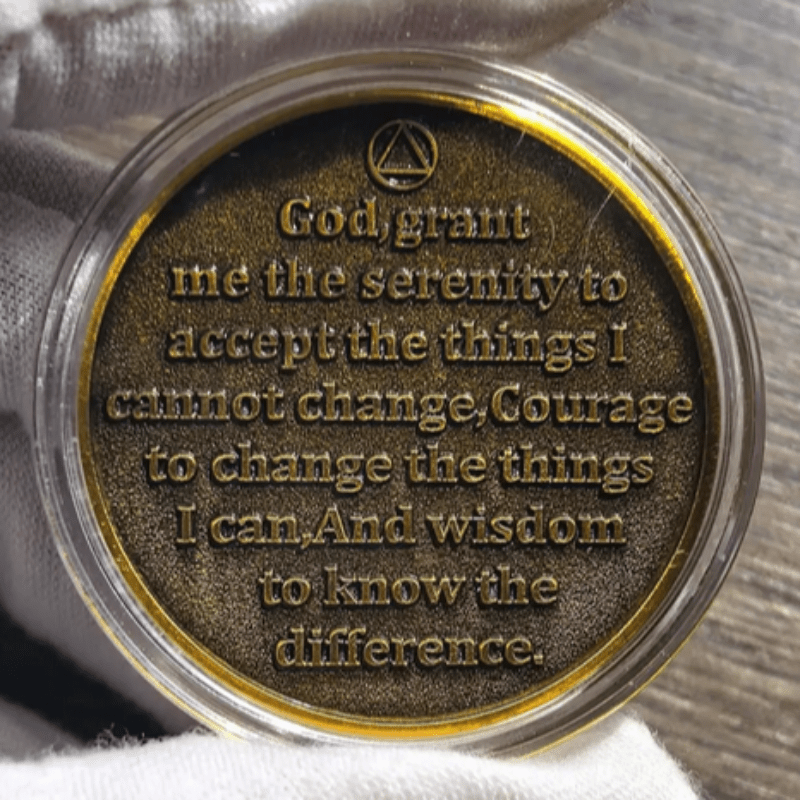 God,grant
me the serenity to
accept the things I
cannot change,Courage
to change the things
I can,And wisdom
to know the
difference.